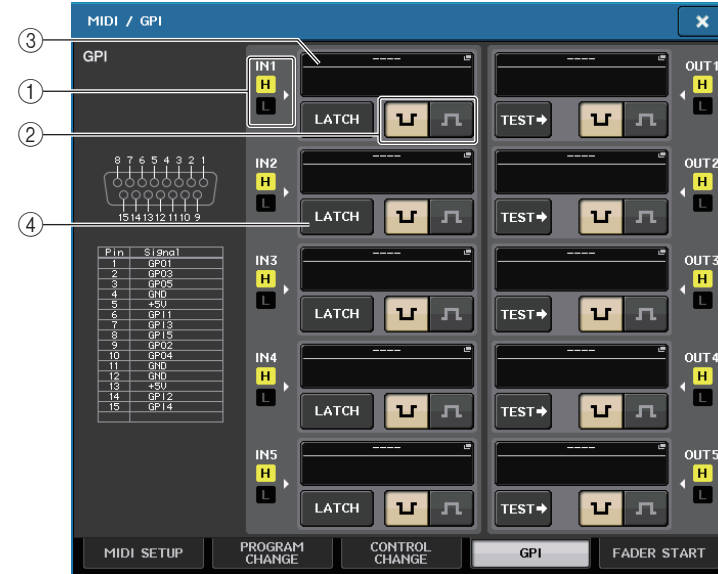 MIDI / GPI
×
③
①
②
④
GPI
8 7 6 5 4 3 2 1
15 14 13 12 11 10 9
Pin Signal
1 GPO1
2 GPO3
3 GPO5
4 GND
5 +5V
6 GPI1
7 GPI3
8 GPI5
9 GPO2
10 GPO4
11 GND
12 GND
13 +5V
14 GPI2
15 GPI4
IN1
H
L
----
LATCH
----
TEST➔
OUT1
H
L
IN2
H
L
----
LATCH
----
TEST➔
OUT2
H
L
IN3
H
L
----
LATCH
----
TEST➔
OUT3
H
L
IN4
H
L
----
LATCH
----
TEST➔
OUT4
H
L
IN5
H
L
----
LATCH
----
TEST➔
OUT5
H
L
MIDI SETUP
PROGRAM
CHANGE
CONTROL
CHANGE
GPI
FADER START